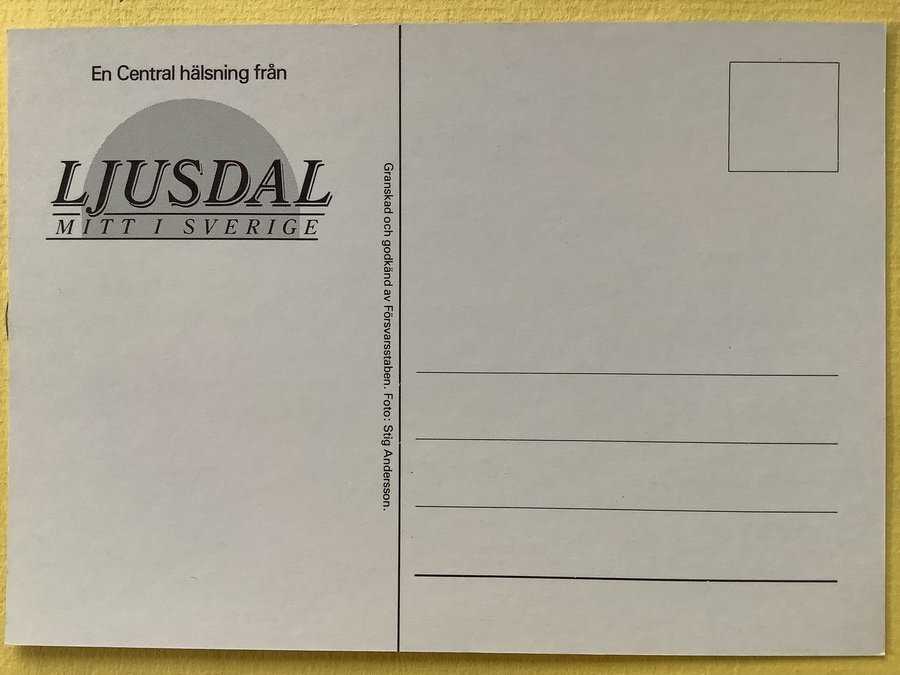 En Central hälsning från
LJUSDAL
MITT I SVERIGE
Granskad och godkänd av Försvarsstaben. Foto: Stig Andersson.